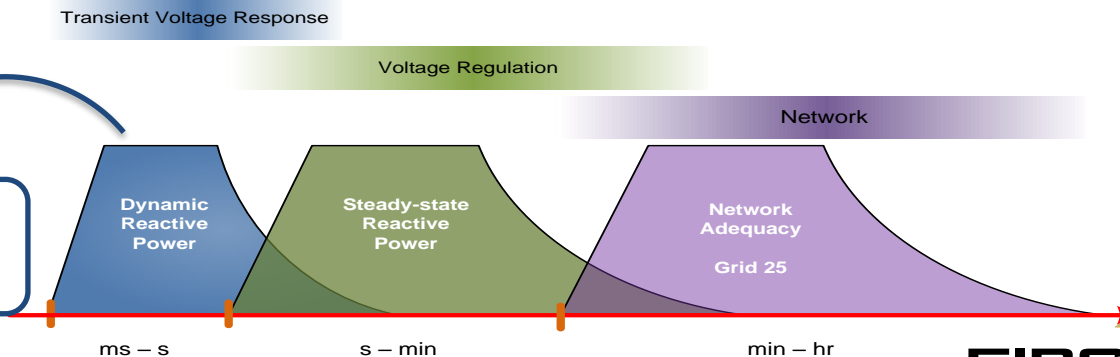 Transient Voltage Response
Voltage Regulation
Network
Dynamic
Reactive
Power
Steady-state
Reactive
Power
Network
Adequacy
Grid 25
ms – s
s – min
min – hr